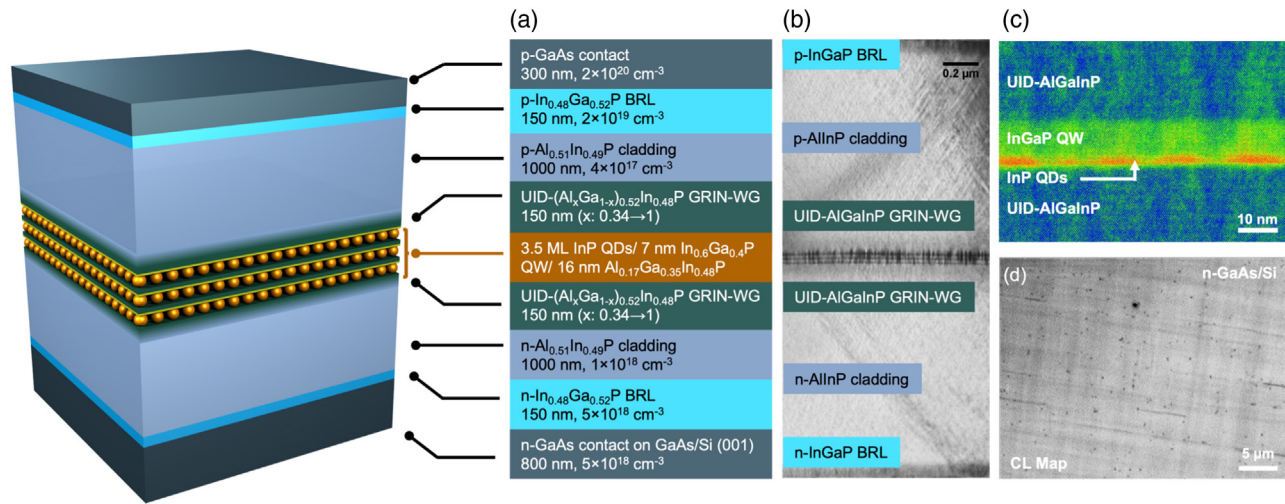 (a)
p-GaAs contact
300 nm, 2×10²⁰ cm⁻³
p-In₀.₄₈Ga₀.₅₂P BRL
150 nm, 2×10¹⁹ cm⁻³
p-Al₀.₅₁In₀.₄₉P cladding
1000 nm, 4×10¹⁷ cm⁻³
UID-(AlₓGa₁₋ₓ)₀.₅₂In₀.₄₈P GRIN-WG
150 nm (x: 0.34→1)
3.5 ML InP QDs/ 7 nm In₀.₆Ga₀.₄P
QW/ 16 nm Al₀.₁₇Ga₀.₃₅In₀.₄₈P
UID-(AlₓGa₁₋ₓ)₀.₅₂In₀.₄₈P GRIN-WG
150 nm (x: 0.34→1)
n-Al₀.₅₁In₀.₄₉P cladding
1000 nm, 1×10¹⁸ cm⁻³
n-In₀.₄₈Ga₀.₅₂P BRL
150 nm, 5×10¹⁸ cm⁻³
n-GaAs contact on GaAs/Si (001)
800 nm, 5×10¹⁸ cm⁻³
(b)
p-InGaP BRL
0.2 µm
p-AlInP cladding
UID-AlGaInP GRIN-WG
UID-AlGaInP GRIN-WG
n-AlInP cladding
n-InGaP BRL
(c)
UID-AlGaInP
InGaP QW
InP QDs
UID-AlGaInP
10 nm
(d)
n-GaAs/Si
CL Map
5 µm